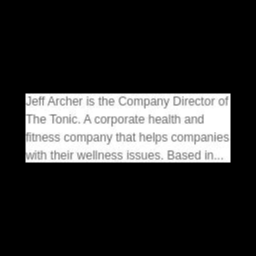 Jeff Archer is the Company Director of
The Tonic. A corporate health and
fitness company that helps companies
with their wellness issues. Based in...